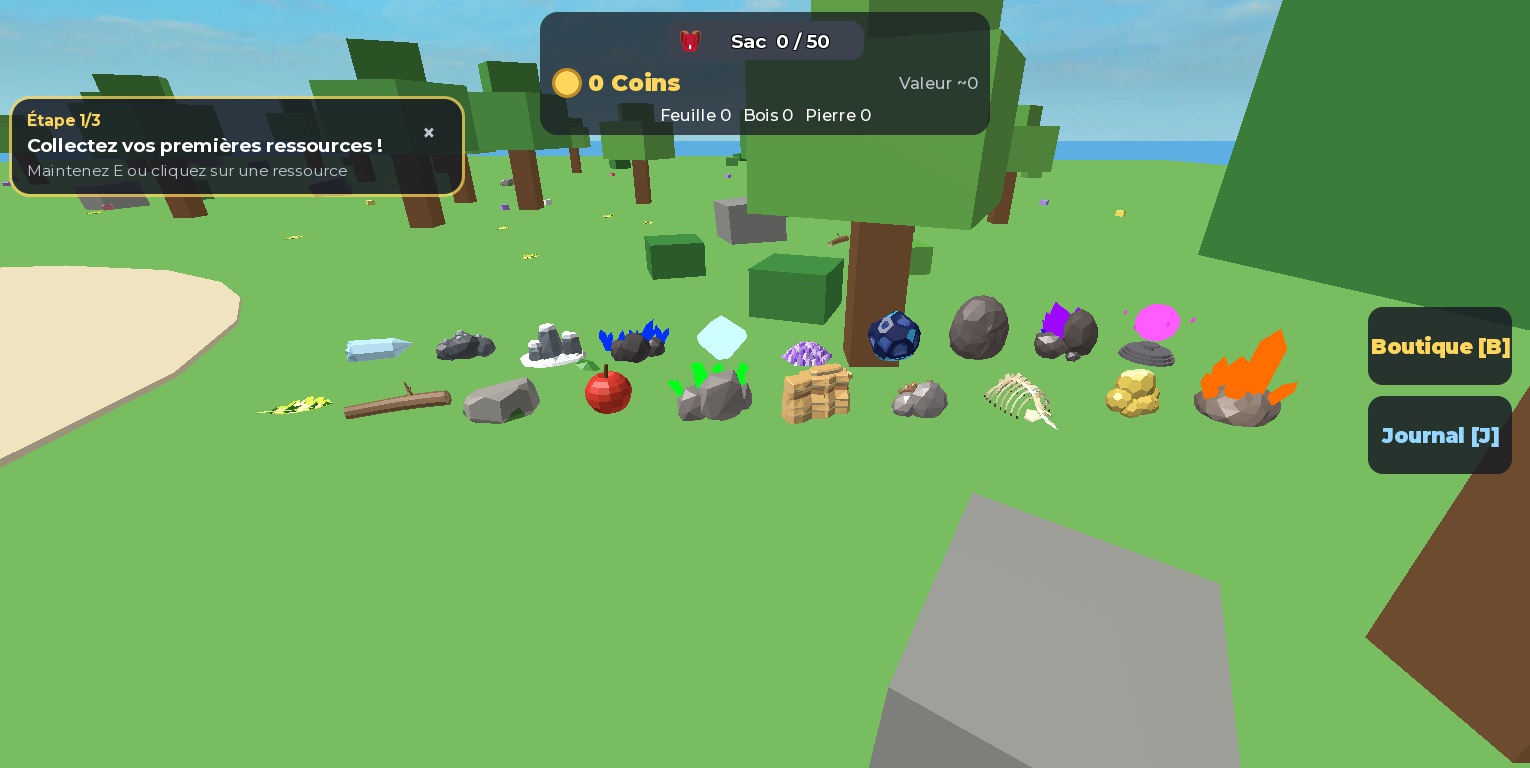 Sac 0 / 50
0 Coins
Valeur ~0
Feuille 0 Bois 0 Pierre 0
Étape 1/3
Collectez vos premières ressources !
Maintenez E ou cliquez sur une ressource
×
Boutique [B]
Journal [J]